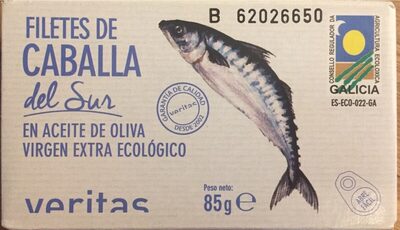 B 62026650
FILETES DE
CABALLA
del Sur
EN ACEITE DE OLIVA
VIRGEN EXTRA ECOLÓGICO
GARANTÍA DE CALIDAD
veritas
DESDE 2002
CONSELLO REGULADOR DA
AGRICULTURA ECOLÓXICA
GALICIA
ES-ECO-022-GA
Peso neto:
85g e
veritas
ABRE
FÁCIL